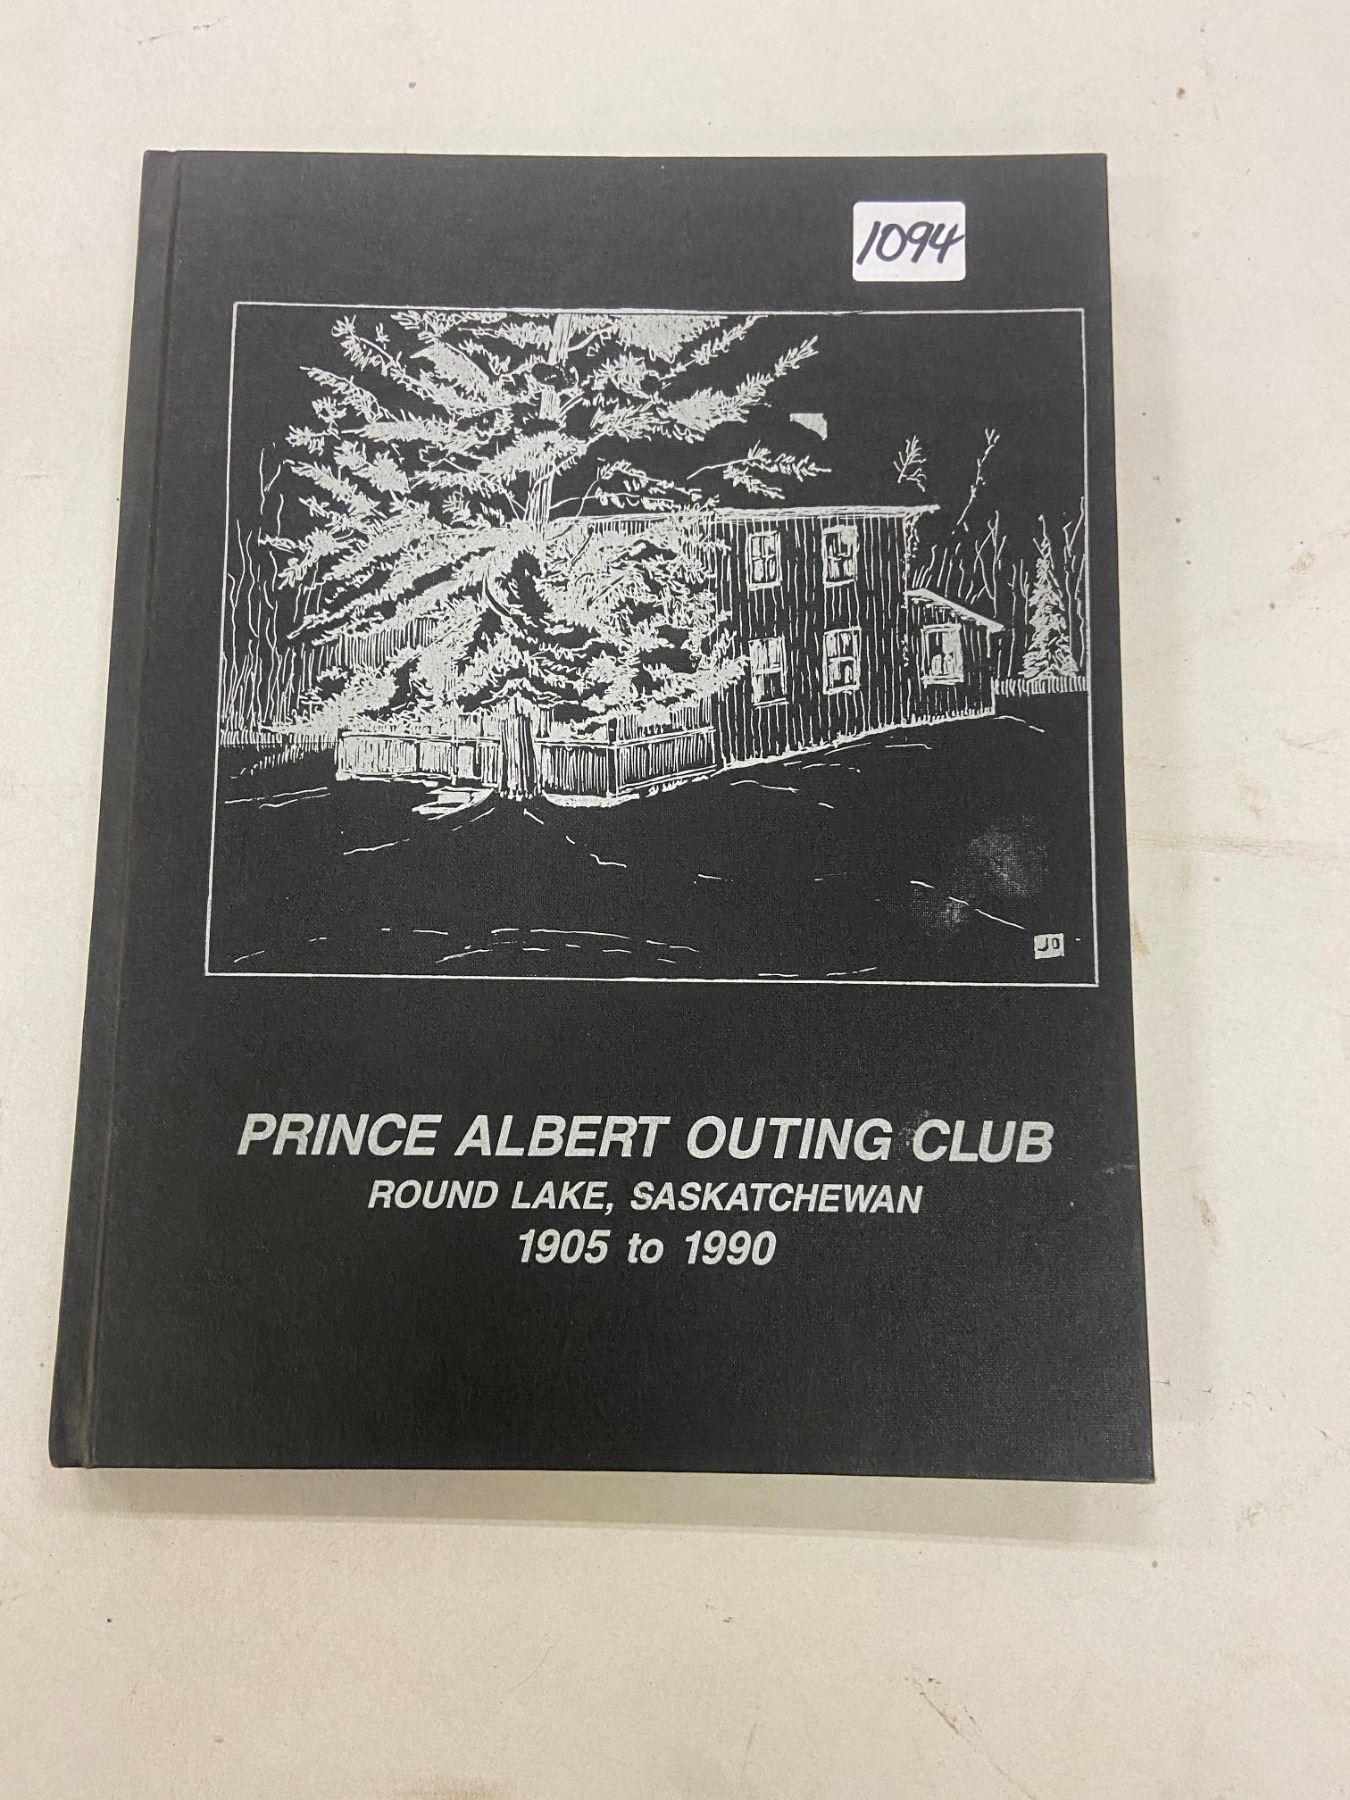 1094
JD
PRINCE ALBERT OUTING CLUB
ROUND LAKE, SASKATCHEWAN
1905 to 1990